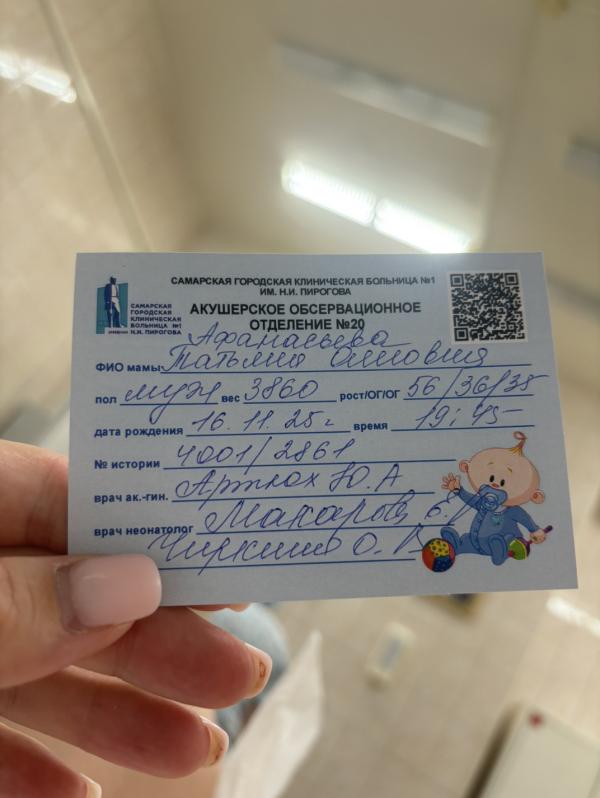 САМАРСКАЯ ГОРОДСКАЯ КЛИНИЧЕСКАЯ БОЛЬНИЦА №1
ИМ. Н.И. ПИРОГОВА
САМАРСКАЯ
ГОРОДСКАЯ
КЛИНИЧЕСКАЯ
БОЛЬНИЦА №1
Н.И. ПИРОГОВА
АКУШЕРСКОЕ ОБСЕРВАЦИОННОЕ
ОТДЕЛЕНИЕ №20
Афанасьева
ФИО мамы Татьяна
пол муж вес 3860 рост/ОГ/ОГ 56/36/35
дата рождения 16.11.25 г время 19:45
№ истории 4001/2861
врач ак.-гин. Артюх Ю.А
врач неонатолог Макарова
О.